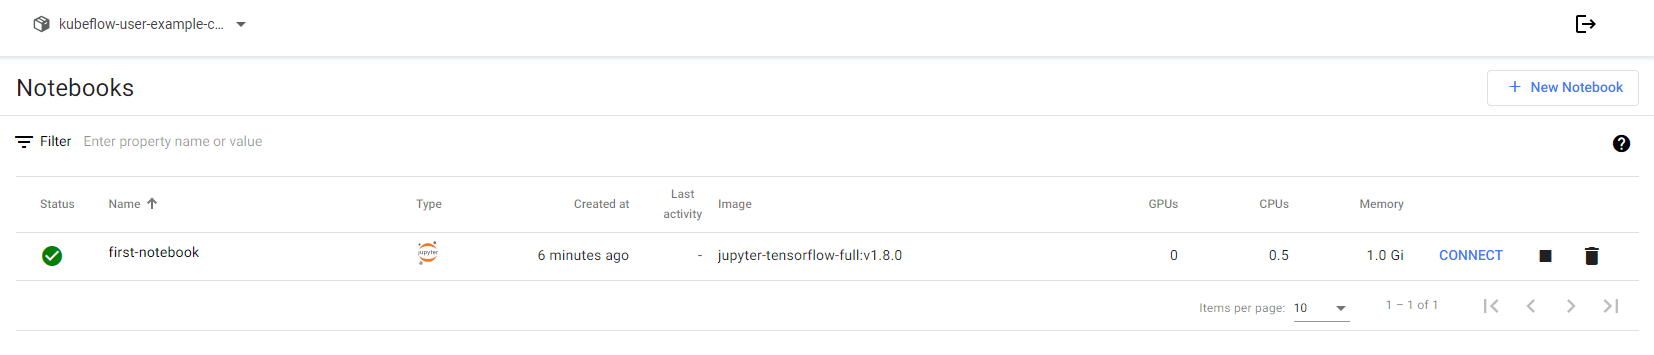 kubeflow-user-example-c...
Notebooks
+ New Notebook
Filter Enter property name or value
?
Status Name Type Created at Last activity Image GPUs CPUs Memory
first-notebook jupyter 6 minutes ago - jupyter-tensorflow-full:v1.8.0 0 0.5 1.0 Gi CONNECT
Items per page: 10 1 – 1 of 1